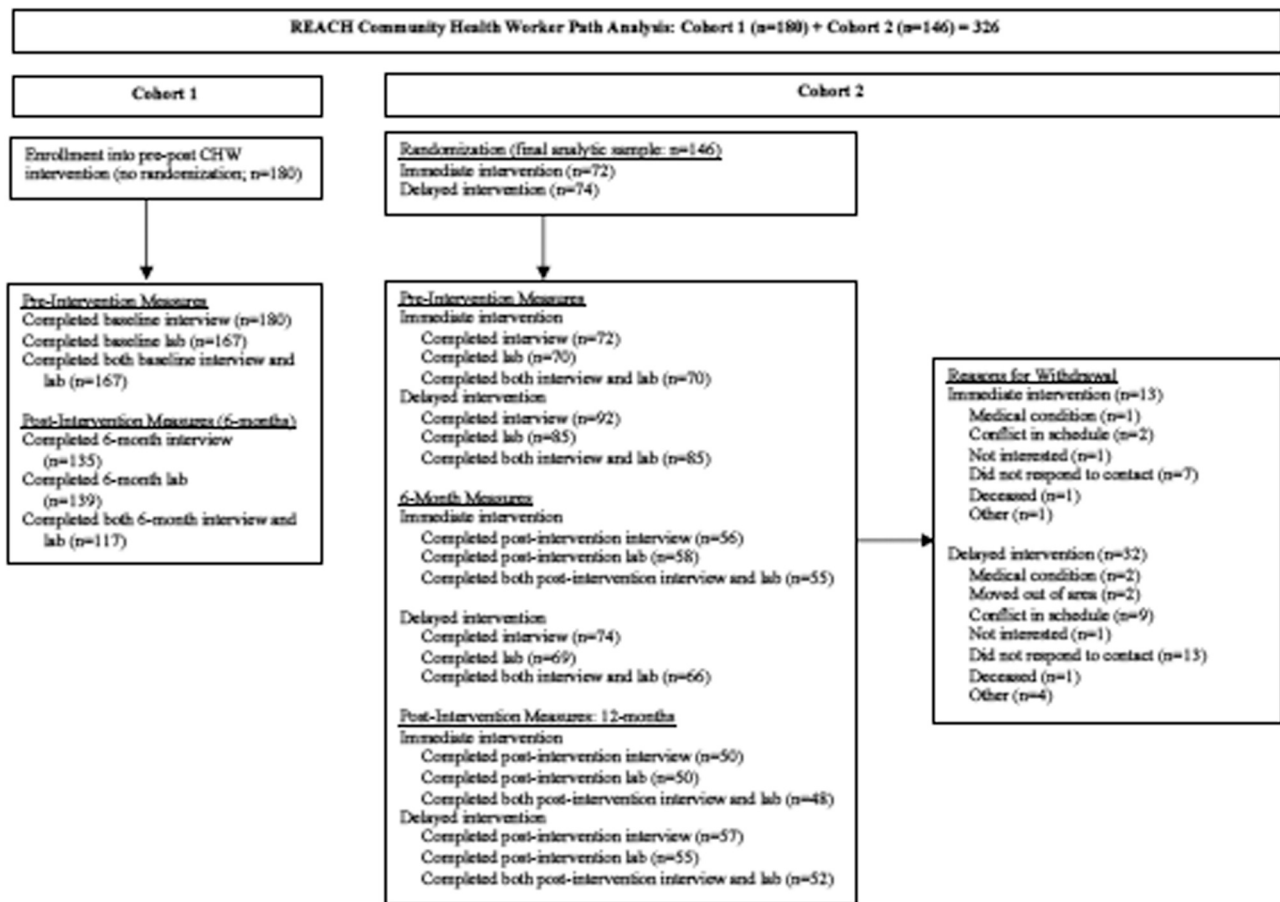 REACH Community Health Worker Path Analysis: Cohort 1 (n=180) + Cohort 2 (n=146) = 326
Cohort 1
Enrollment into pre-post CHW
intervention (no randomization; n=180)
Pre-Intervention Measures
Completed baseline interview (n=180)
Completed baseline lab (n=167)
Completed both baseline interview and
lab (n=167)
Post-Intervention Measures (6-months)
Completed 6-month interview
(n=135)
Completed 6-month lab
(n=139)
Completed both 6-month interview and
lab (n=117)
Cohort 2
Randomization (final analytic sample: n=146)
Immediate intervention (n=72)
Delayed intervention (n=74)
Pre-Intervention Measures
Immediate intervention
Completed interview (n=72)
Completed lab (n=70)
Completed both interview and lab (n=70)
Delayed intervention
Completed interview (n=92)
Completed lab (n=85)
Completed both interview and lab (n=85)
6-Month Measures
Immediate intervention
Completed post-intervention interview (n=56)
Completed post-intervention lab (n=58)
Completed both post-intervention interview and lab (n=55)
Delayed intervention
Completed interview (n=74)
Completed lab (n=69)
Completed both interview and lab (n=66)
Post-Intervention Measures: 12-months
Immediate intervention
Completed post-intervention interview (n=50)
Completed post-intervention lab (n=50)
Completed both post-intervention interview and lab (n=48)
Delayed intervention
Completed post-intervention interview (n=57)
Completed post-intervention lab (n=55)
Completed both post-intervention interview and lab (n=52)
Reasons for Withdrawal
Immediate intervention (n=13)
Medical condition (n=1)
Conflict in schedule (n=2)
Not interested (n=1)
Did not respond to contact (n=7)
Deceased (n=1)
Other (n=1)
Delayed intervention (n=32)
Medical condition (n=2)
Moved out of area (n=2)
Conflict in schedule (n=9)
Not interested (n=1)
Did not respond to contact (n=13)
Deceased (n=1)
Other (n=4)